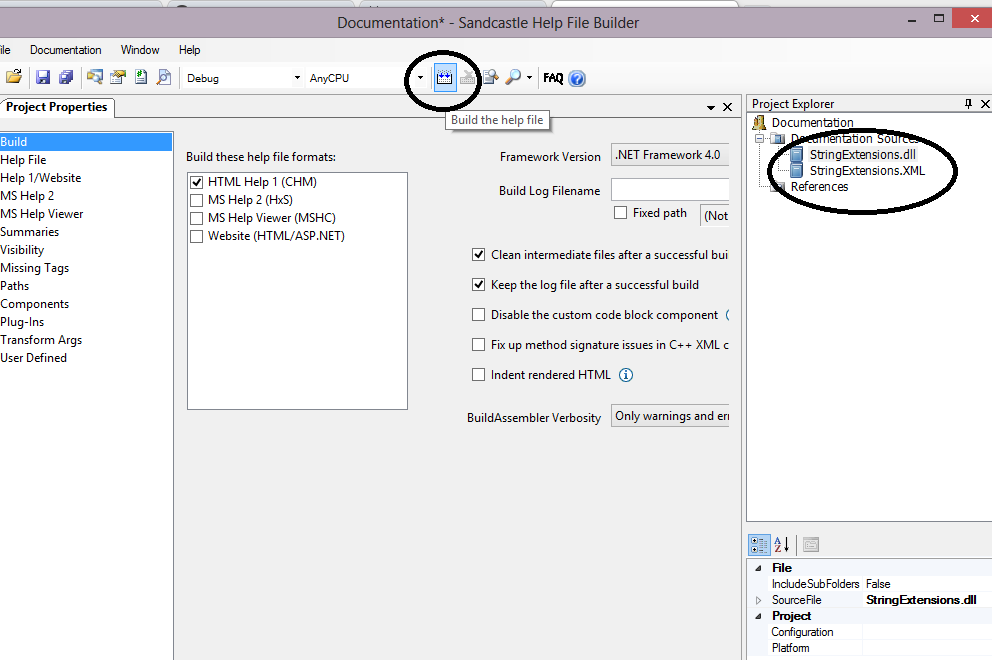 Documentation* - Sandcastle Help File Builder
ile Documentation Window Help
Debug AnyCPU FAQ
Build the help file
Project Properties
Build
Help File
Help 1/Website
MS Help 2
MS Help Viewer
Summaries
Visibility
Missing Tags
Paths
Components
Plug-Ins
Transform Args
User Defined
Build these help file formats:
HTML Help 1 (CHM)
MS Help 2 (HxS)
MS Help Viewer (MSHC)
Website (HTML/ASP.NET)
Framework Version .NET Framework 4.0
Build Log Filename
Fixed path (Not
Clean intermediate files after a successful bui
Keep the log file after a successful build
Disable the custom code block component
Fix up method signature issues in C++ XML c
Indent rendered HTML
BuildAssembler Verbosity Only warnings and err
Project Explorer
Documentation
Documentation Sources
StringExtensions.dll
StringExtensions.XML
References
File
IncludeSubFolders False
SourceFile StringExtensions.dll
Project
Configuration
Platform